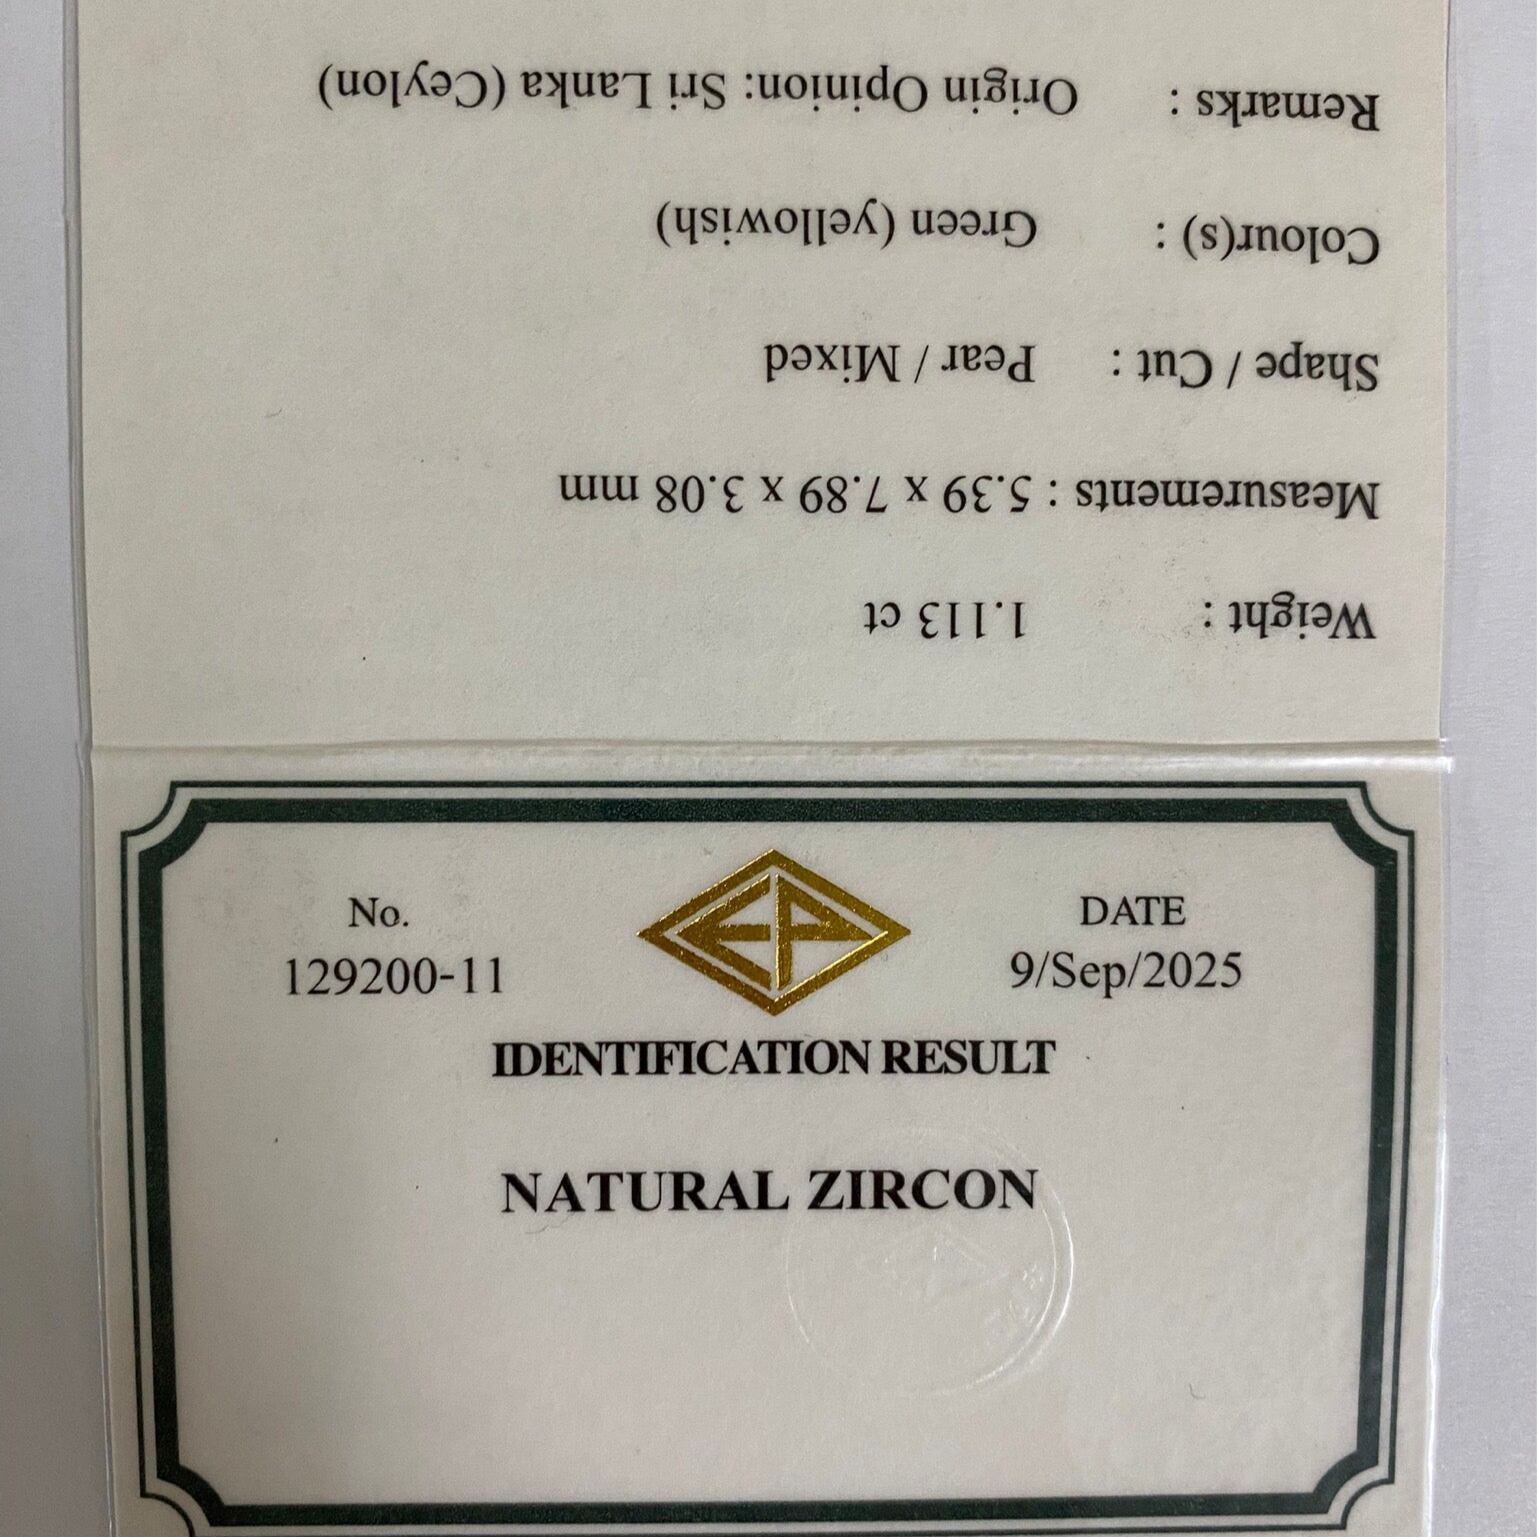 Weight : 1.113 ct
Measurements : 5.39 x 7.89 x 3.08 mm
Shape / Cut : Pear / Mixed
Colour(s) : Green (yellowish)
Remarks : Origin Opinion: Sri Lanka (Ceylon)
No.
129200-11
EP
DATE
9/Sep/2025
IDENTIFICATION RESULT
NATURAL ZIRCON